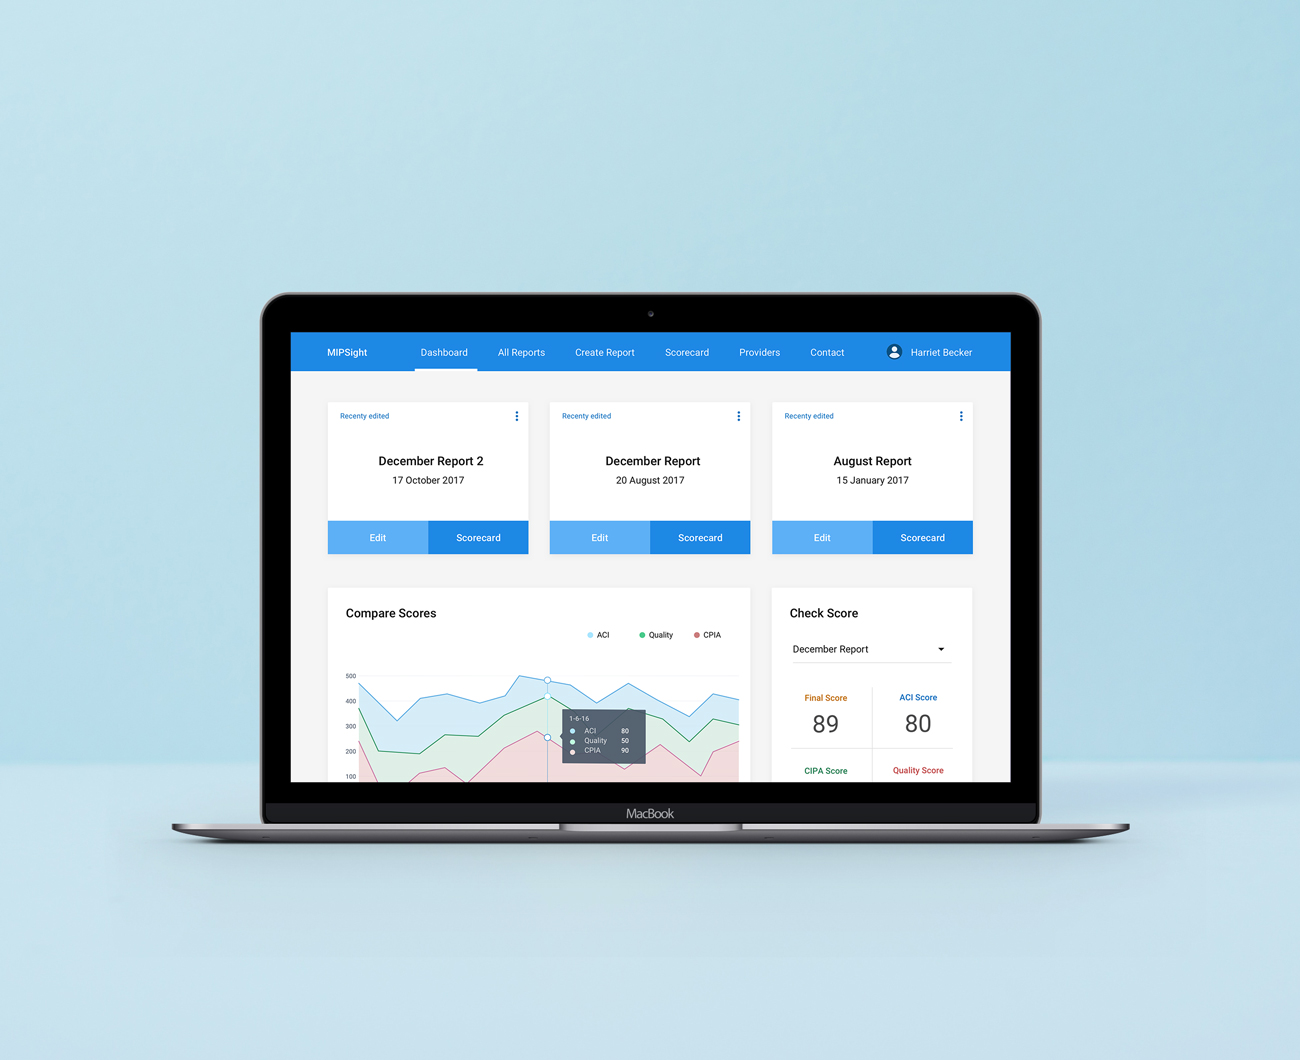 MIPSight
Dashboard
All Reports
Create Report
Scorecard
Providers
Contact
Harriet Becker
Recenty edited
December Report 2
17 October 2017
Edit
Scorecard
Recenty edited
December Report
20 August 2017
Edit
Scorecard
Recenty edited
August Report
15 January 2017
Edit
Scorecard
Compare Scores
ACI
Quality
CPIA
500
400
300
200
100
1-6-16
ACI 80
Quality 50
CPIA 90
Check Score
December Report
Final Score
89
ACI Score
80
CIPA Score
Quality Score
MacBook